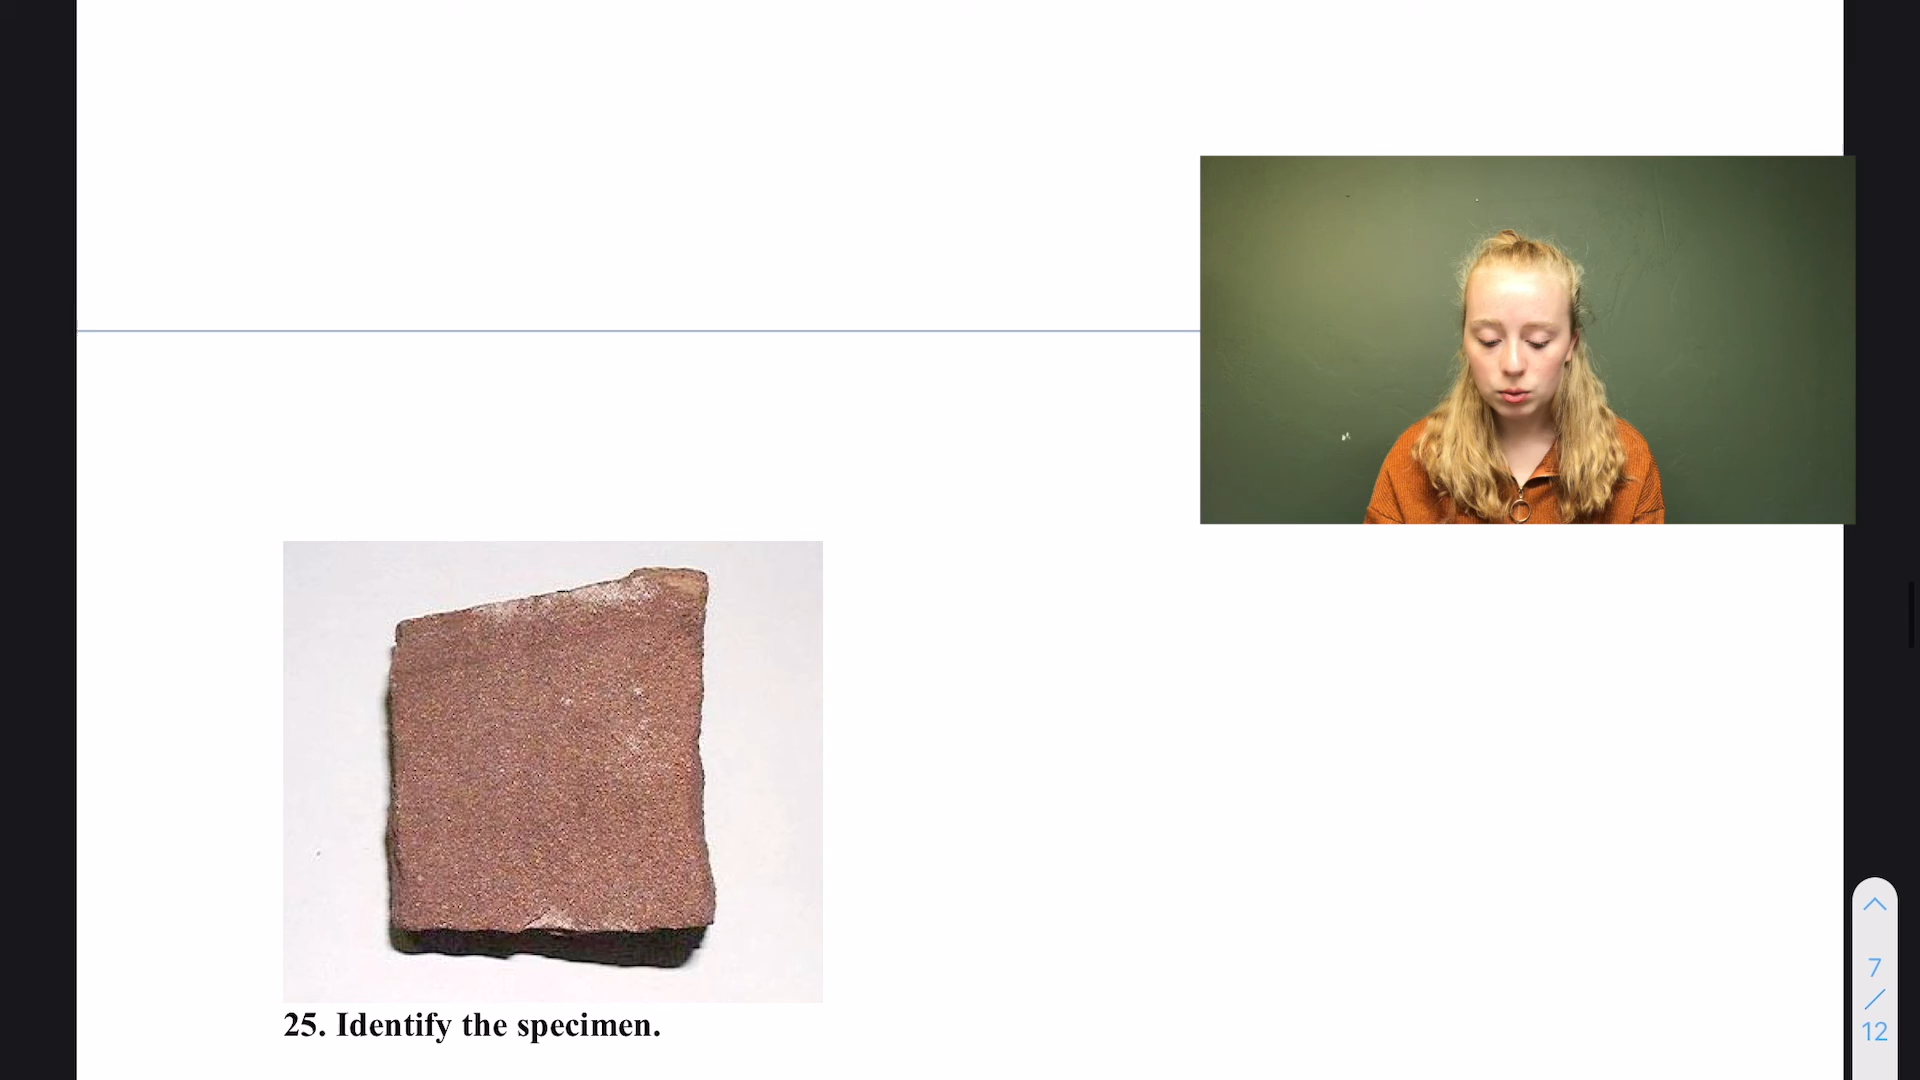 25. Identify the specimen.
7
/
12